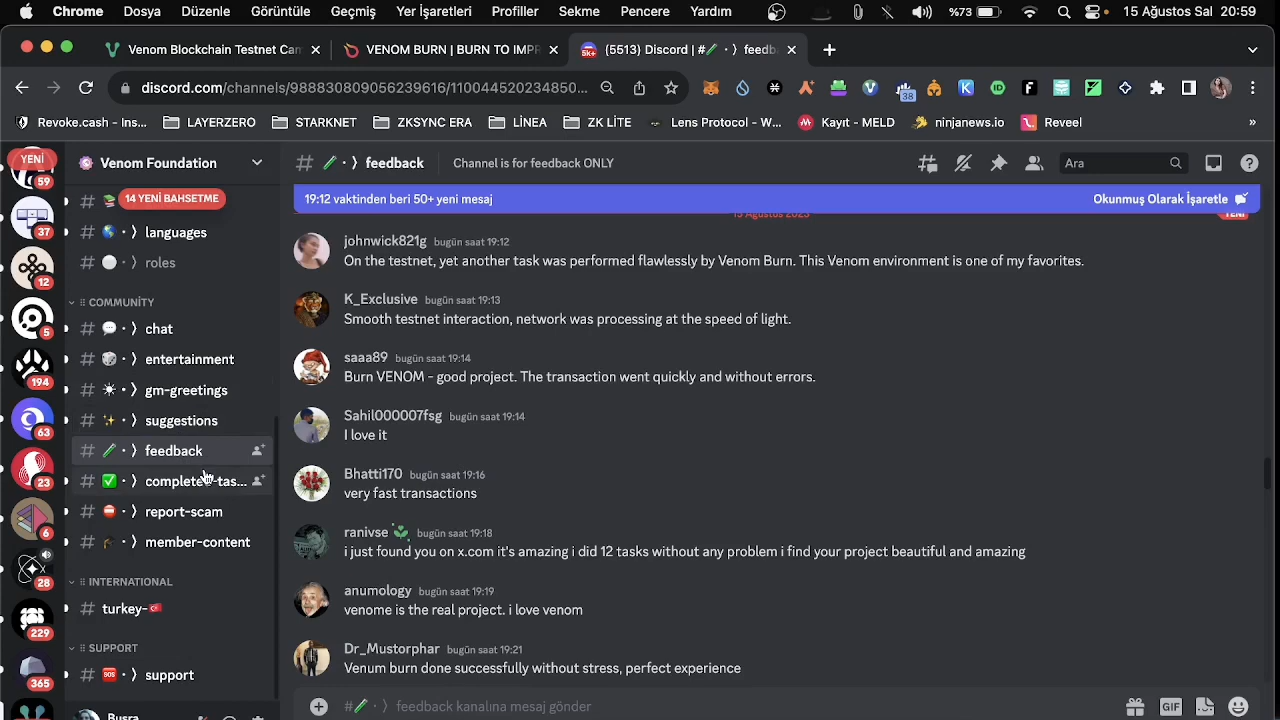 Chrome Dosya Düzenle Görüntüle Geçmiş Yer İşaretleri Profiller Sekme Pencere Yardım %73 15 Ağustos Sal 20:59
Venom Blockchain Testnet Cam
VENOM BURN | BURN TO IMPR
5K+ (5513) Discord | # · ⟩ feedb
discord.com/channels/988830809056239616/110044520234850...
38
Revoke.cash - Ins... LAYERZERO STARKNET ZKSYNC ERA LİNEA ZK LİTE Lens Protocol - W... Kayıt - MELD ninjanews.io Reveel »
YENİ
59
37
12
5
194
63
23
6
28
229
365
Venom Foundation
14 YENİ BAHSETME
# · ⟩ languages
# · ⟩ roles
COMMUNİTY
# · ⟩ chat
# · ⟩ entertainment
# · ⟩ gm-greetings
# · ⟩ suggestions
# · ⟩ feedback
# · ⟩ completed-tas...
# · ⟩ report-scam
# · ⟩ member-content
INTERNATIONAL
# turkey-
SUPPORT
# SOS · ⟩ support
Busra
# · ⟩ feedback Channel is for feedback ONLY Ara
19:12 vaktinden beri 50+ yeni mesaj Okunmuş Olarak İşaretle
15 Ağustos 2023 YENİ
johnwick821g bugün saat 19:12
On the testnet, yet another task was performed flawlessly by Venom Burn. This Venom environment is one of my favorites.
K_Exclusive bugün saat 19:13
Smooth testnet interaction, network was processing at the speed of light.
saaa89 bugün saat 19:14
Burn VENOM - good project. The transaction went quickly and without errors.
Sahil000007fsg bugün saat 19:14
I love it
Bhatti170 bugün saat 19:16
very fast transactions
ranivse bugün saat 19:18
i just found you on x.com it's amazing i did 12 tasks without any problem i find your project beautiful and amazing
anumology bugün saat 19:19
venome is the real project. i love venom
Dr_Mustorphar bugün saat 19:21
Venum burn done successfully without stress, perfect experience
# · ⟩ feedback kanalına mesaj gönder GIF